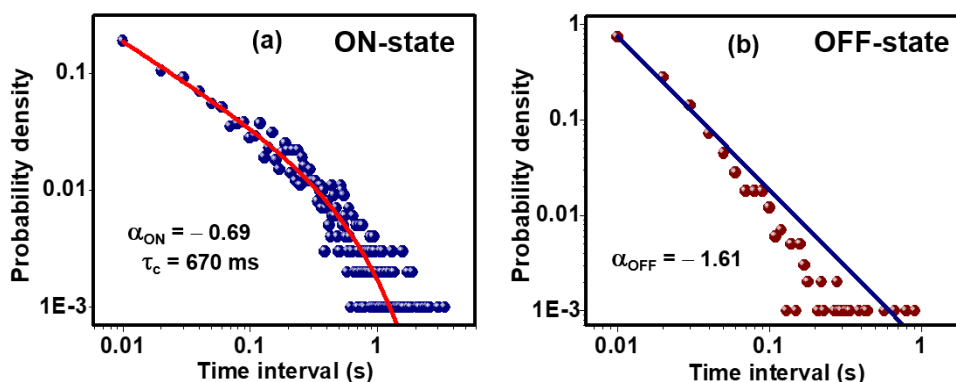 (a) ON-state
Probability density
0.1
0.01
1E-3
α_ON = – 0.69
τ_c = 670 ms
0.01 0.1 1
Time interval (s)
(b) OFF-state
Probability density
1
0.1
0.01
1E-3
α_OFF = – 1.61
0.01 0.1 1
Time interval (s)